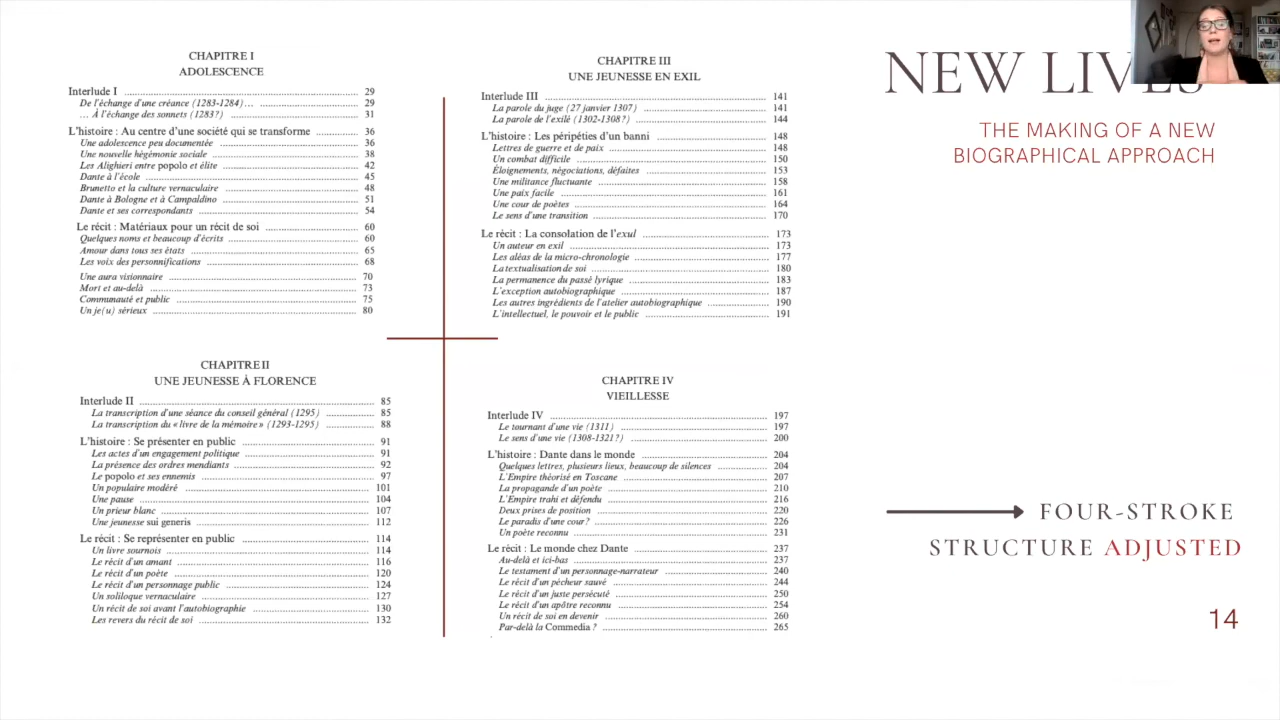 CHAPITRE I
ADOLESCENCE
Interlude I ... 29
De l'échange d'une créance (1283-1284)... ... 29
... À l'échange des sonnets (1283?) ... 31
L'histoire : Au centre d'une société qui se transforme ... 36
Une adolescence peu documentée ... 36
Une nouvelle hégémonie sociale ... 38
Les Alighieri entre popolo et élite ... 42
Dante à l'école ... 45
Brunetto et la culture vernaculaire ... 48
Dante à Bologne et à Campaldino ... 51
Dante et ses correspondants ... 54
Le récit : Matériaux pour un récit de soi ... 60
Quelques noms et beaucoup d'écrits ... 60
Amour dans tous ses états ... 65
Les voix des personnifications ... 68
Une aura visionnaire ... 70
Mort et au-delà ... 73
Communauté et public ... 75
Un je(u) sérieux ... 80
CHAPITRE II
UNE JEUNESSE À FLORENCE
Interlude II ... 85
La transcription d'une séance du conseil général (1295) ... 85
La transcription du « livre de la mémoire » (1293-1295) ... 88
L'histoire : Se présenter en public ... 91
Les actes d'un engagement politique ... 91
La présence des ordres mendiants ... 92
Le popolo et ses ennemis ... 97
Un populaire modéré ... 101
Une pause ... 104
Un prieur blanc ... 107
Une jeunesse sui generis ... 112
Le récit : Se représenter en public ... 114
Un livre sournois ... 114
Le récit d'un amant ... 116
Le récit d'un poète ... 120
Le récit d'un personnage public ... 124
Un soliloque vernaculaire ... 127
Un récit de soi avant l'autobiographie ... 130
Les revers du récit de soi ... 132
CHAPITRE III
UNE JEUNESSE EN EXIL
Interlude III ... 141
La parole du juge (27 janvier 1307) ... 141
La parole de l'exilé (1302-1308?) ... 144
L'histoire : Les péripéties d'un banni ... 148
Lettres de guerre et de paix ... 148
Un combat difficile ... 150
Éloignements, négociations, défaites ... 153
Une militance fluctuante ... 158
Une paix facile ... 161
Une cour de poètes ... 164
Le sens d'une transition ... 170
Le récit : La consolation de l'exul ... 173
Un auteur en exil ... 173
Les aléas de la micro-chronologie ... 177
La textualisation de soi ... 180
La permanence du passé lyrique ... 183
L'exception autobiographique ... 187
Les autres ingrédients de l'atelier autobiographique ... 190
L'intellectuel, le pouvoir et le public ... 191
CHAPITRE IV
VIEILLESSE
Interlude IV ... 197
Le tournant d'une vie (1311) ... 197
Le sens d'une vie (1308-1321?) ... 200
L'histoire : Dante dans le monde ... 204
Quelques lettres, plusieurs lieux, beaucoup de silences ... 204
L'Empire théorisé en Toscane ... 207
La propagande d'un poète ... 210
L'Empire trahi et défendu ... 216
Deux prises de position ... 220
Le paradis d'une cour? ... 226
Un poète reconnu ... 231
Le récit : Le monde chez Dante ... 237
Au-delà et ici-bas ... 237
Le testament d'un personnage-narrateur ... 240
Le récit d'un pécheur sauvé ... 244
Le récit d'un juste persécuté ... 250
Le récit d'un apôtre reconnu ... 254
Un récit de soi en devenir ... 260
Par-delà la Commedia ? ... 265
NEW LIVES
THE MAKING OF A NEW
BIOGRAPHICAL APPROACH
FOUR-STROKE
STRUCTURE ADJUSTED
14